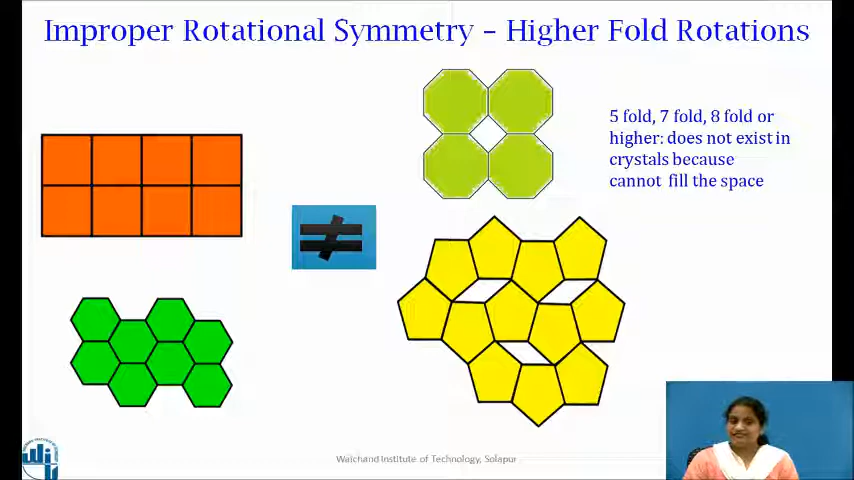 Improper Rotational Symmetry – Higher Fold Rotations
5 fold, 7 fold, 8 fold or
higher: does not exist in
crystals because
cannot fill the space
Walchand Institute of Technology, Solapur